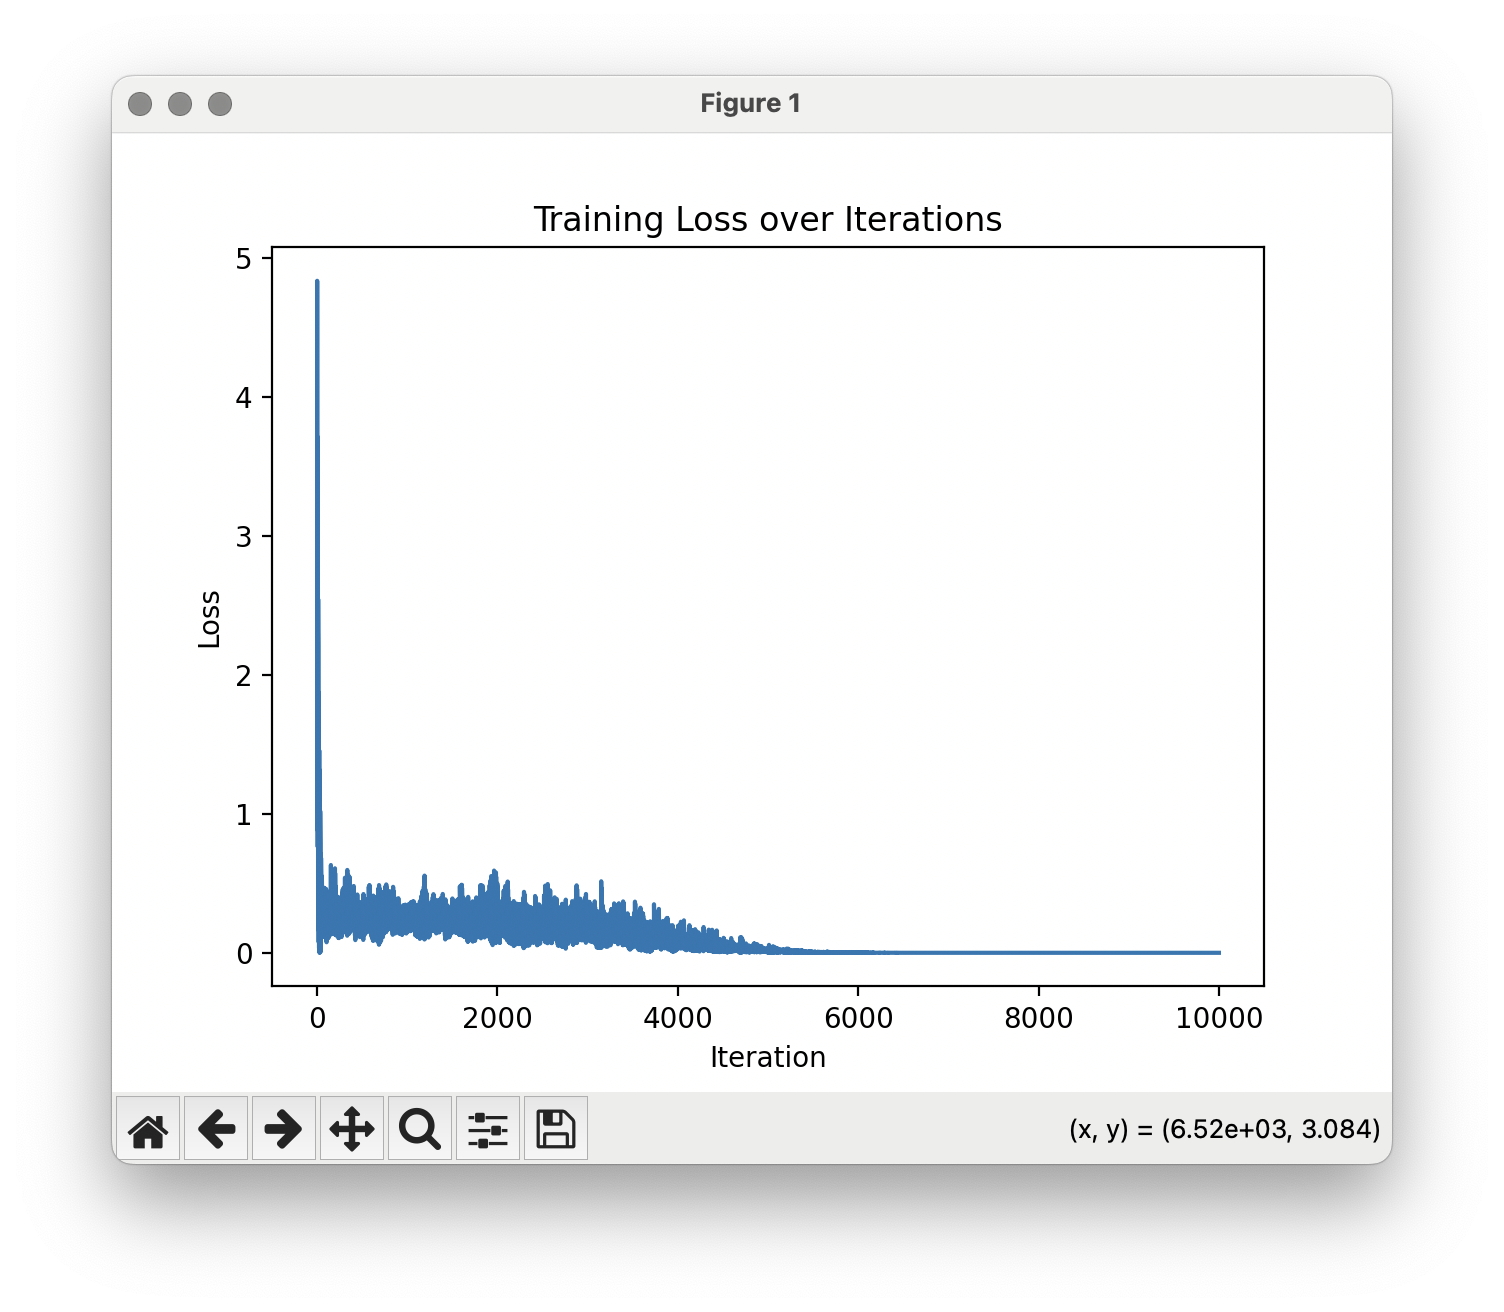 Figure 1
Training Loss over Iterations
5
4
3
2
1
0
Loss
0 2000 4000 6000 8000 10000
Iteration
(x, y) = (6.52e+03, 3.084)